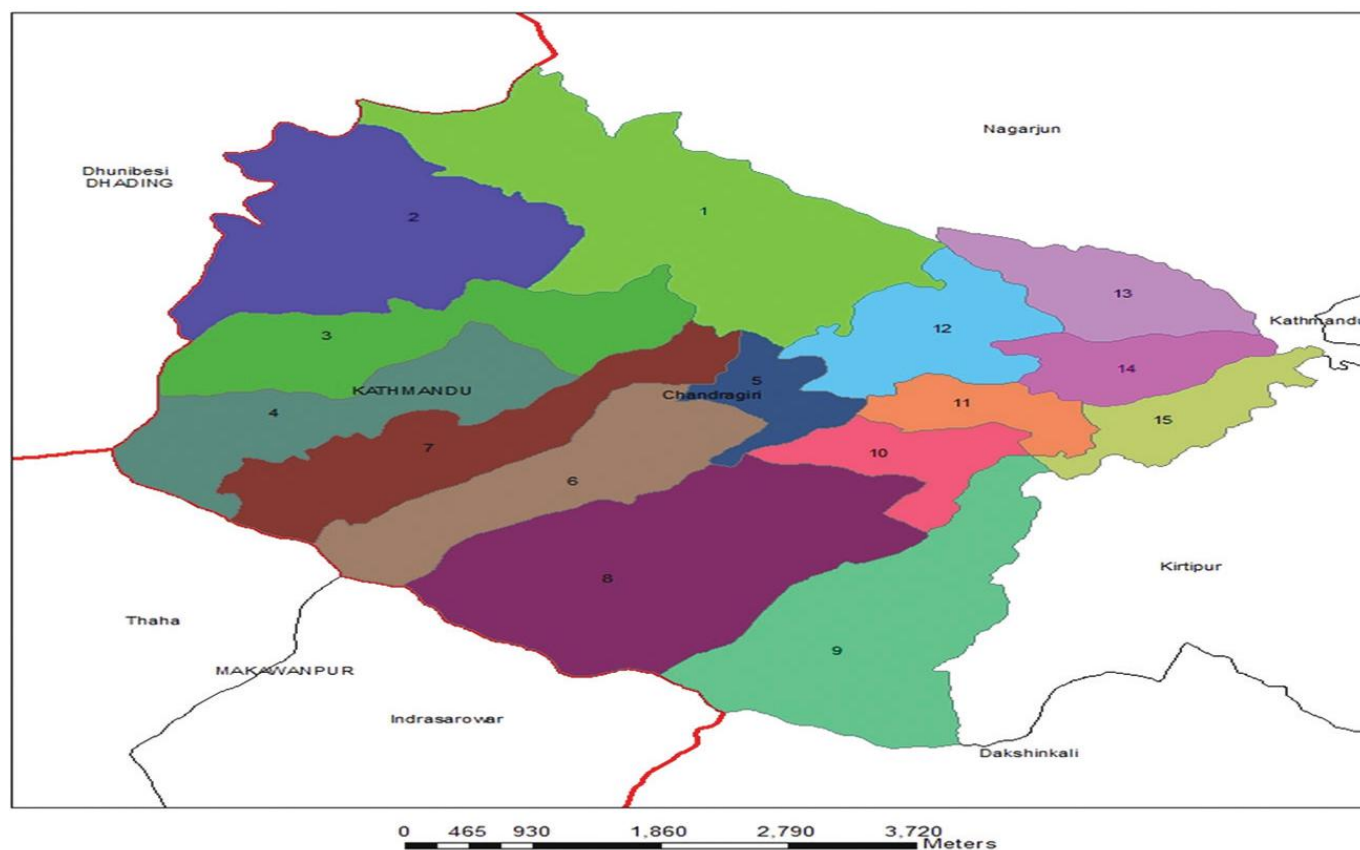 Nagarjun
Dhunibesi
DHADING
1
2
13
Kathmandu
12
3
14
5
KATHMANDU
Chandragiri
11
4
15
7
10
6
Kirtipur
8
Thaha
9
MAKAWANPUR
Indrasarowar
Dakshinkali
0 465 930 1,860 2,790 3,720
Meters